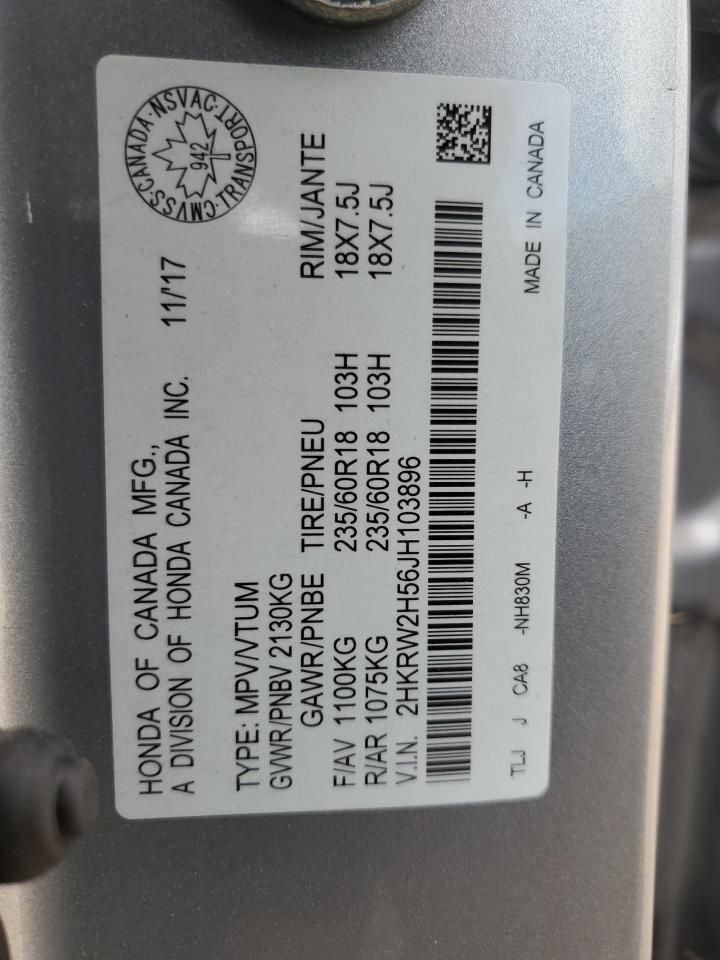 HONDA OF CANADA MFG.,
A DIVISION OF HONDA CANADA INC. 11/'17
CMVSS·CANADA·NSVAC·TRANSPORT·
942
TYPE: MPV/VTUM
GVWR/PNBV 2130KG
GAWR/PNBE TIRE/PNEU RIM/JANTE
F/AV 1100KG 235/60R18 103H 18X7.5J
R/AR 1075KG 235/60R18 103H 18X7.5J
V.I.N. 2HKRW2H56JH103896
TLJ J CA8 -NH830M -A -H MADE IN CANADA